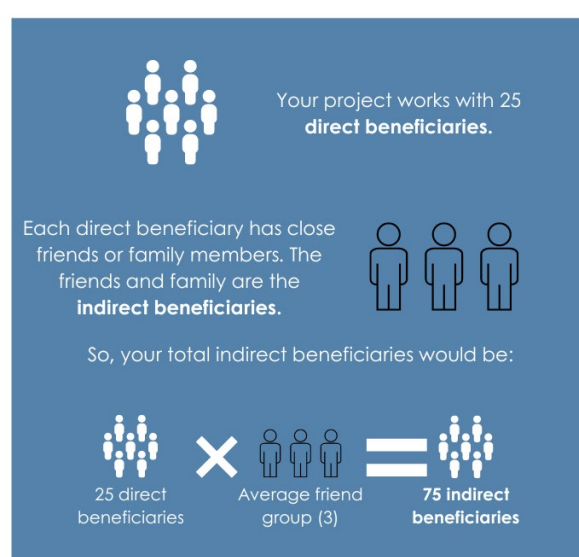 Your project works with 25
direct beneficiaries.
Each direct beneficiary has close
friends or family members. The
friends and family are the
indirect beneficiaries.
So, your total indirect beneficiaries would be:
25 direct
beneficiaries
Average friend
group (3)
75 indirect
beneficiaries